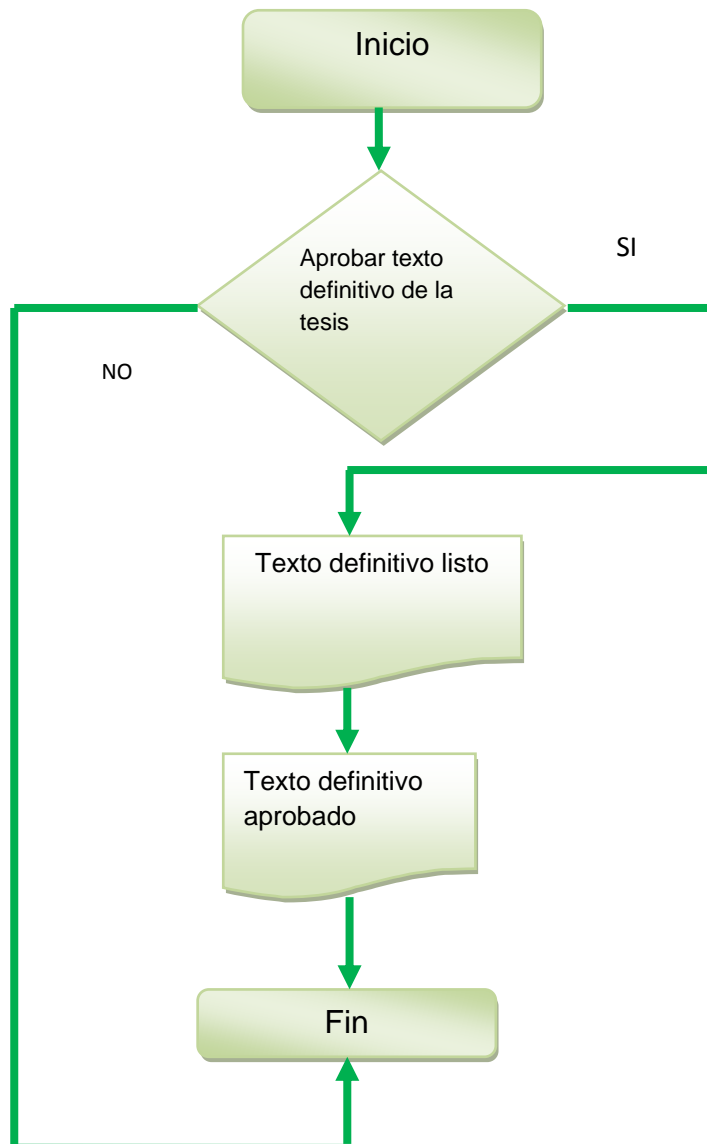 Inicio
SI
Aprobar texto
definitivo de la
tesis
NO
Texto definitivo listo
Texto definitivo
aprobado
Fin